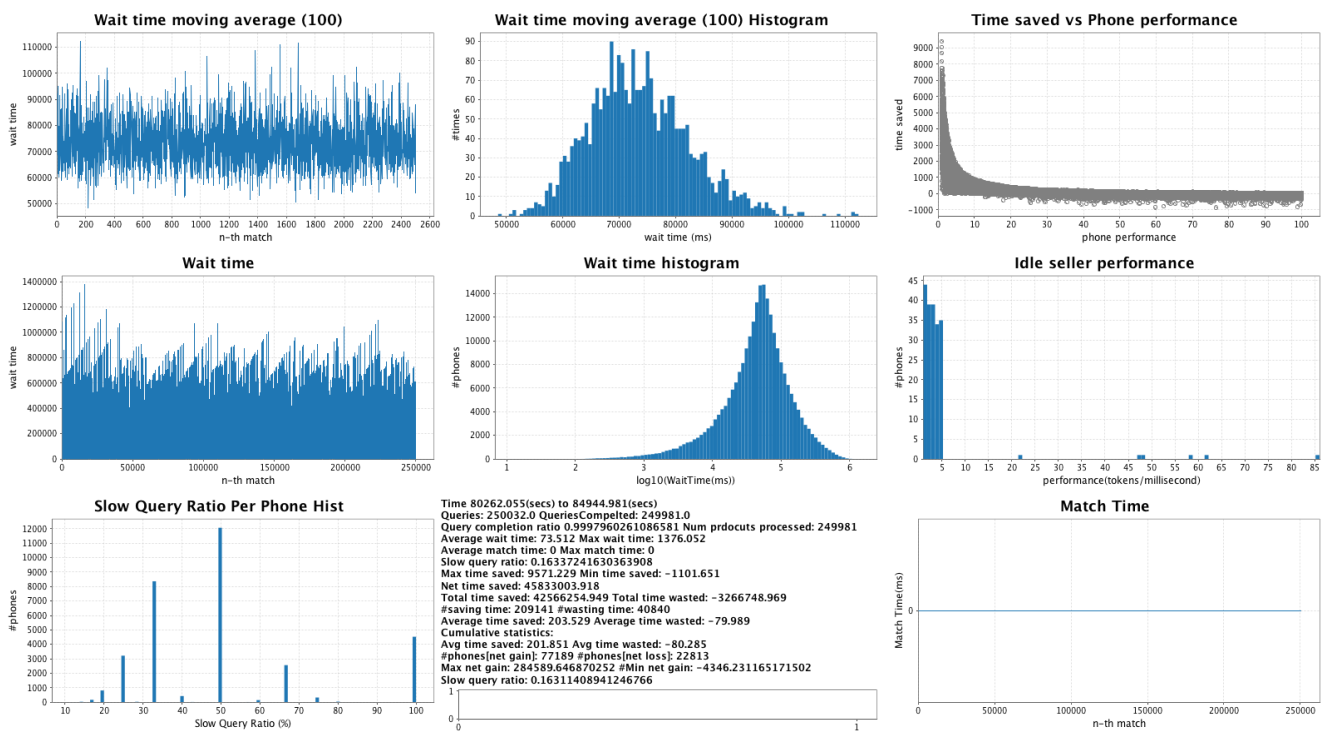 Wait time moving average (100)
wait time
110000
100000
90000
80000
70000
60000
50000
0 200 400 600 800 1000 1200 1400 1600 1800 2000 2200 2400 2600
n-th match
Wait time moving average (100) Histogram
#times
90
80
70
60
50
40
30
20
10
0
50000 60000 70000 80000 90000 100000 110000
wait time (ms)
Time saved vs Phone performance
time saved
9000
8000
7000
6000
5000
4000
3000
2000
1000
0
-1000
0 10 20 30 40 50 60 70 80 90 100
phone performance
Wait time
wait time
1400000
1200000
1000000
800000
600000
400000
200000
0
0 50000 100000 150000 200000 250000
n-th match
Wait time histogram
#phones
14000
12000
10000
8000
6000
4000
2000
0
1 2 3 4 5 6
log10(WaitTime(ms))
Idle seller performance
#phones
45
40
35
30
25
20
15
10
5
0
5 10 15 20 25 30 35 40 45 50 55 60 65 70 75 80 85
performance(tokens/millisecond)
Slow Query Ratio Per Phone Hist
#phones
12000
11000
10000
9000
8000
7000
6000
5000
4000
3000
2000
1000
0
10 20 30 40 50 60 70 80 90 100
Slow Query Ratio (%)
Time 80262.055(secs) to 84944.981(secs)
Queries: 250032.0 QueriesCompelted: 249981.0
Query completion ratio 0.9997960261086581 Num prdocuts processed: 249981
Average wait time: 73.512 Max wait time: 1376.052
Average match time: 0 Max match time: 0
Slow query ratio: 0.16337241630363908
Max time saved: 9571.229 Min time saved: -1101.651
Net time saved: 45833003.918
Total time saved: 42566254.949 Total time wasted: -3266748.969
#saving time: 209141 #wasting time: 40840
Average time saved: 203.529 Average time wasted: -79.989
Cumulative statistics:
Avg time saved: 201.851 Avg time wasted: -80.285
#phones[net gain]: 77189 #phones[net loss]: 22813
Max net gain: 284589.646870252 #Min net gain: -4346.231165171502
Slow query ratio: 0.16311408941246766
1
0
0 1
Match Time
Match Time(ms)
0
0 50000 100000 150000 200000 250000
n-th match